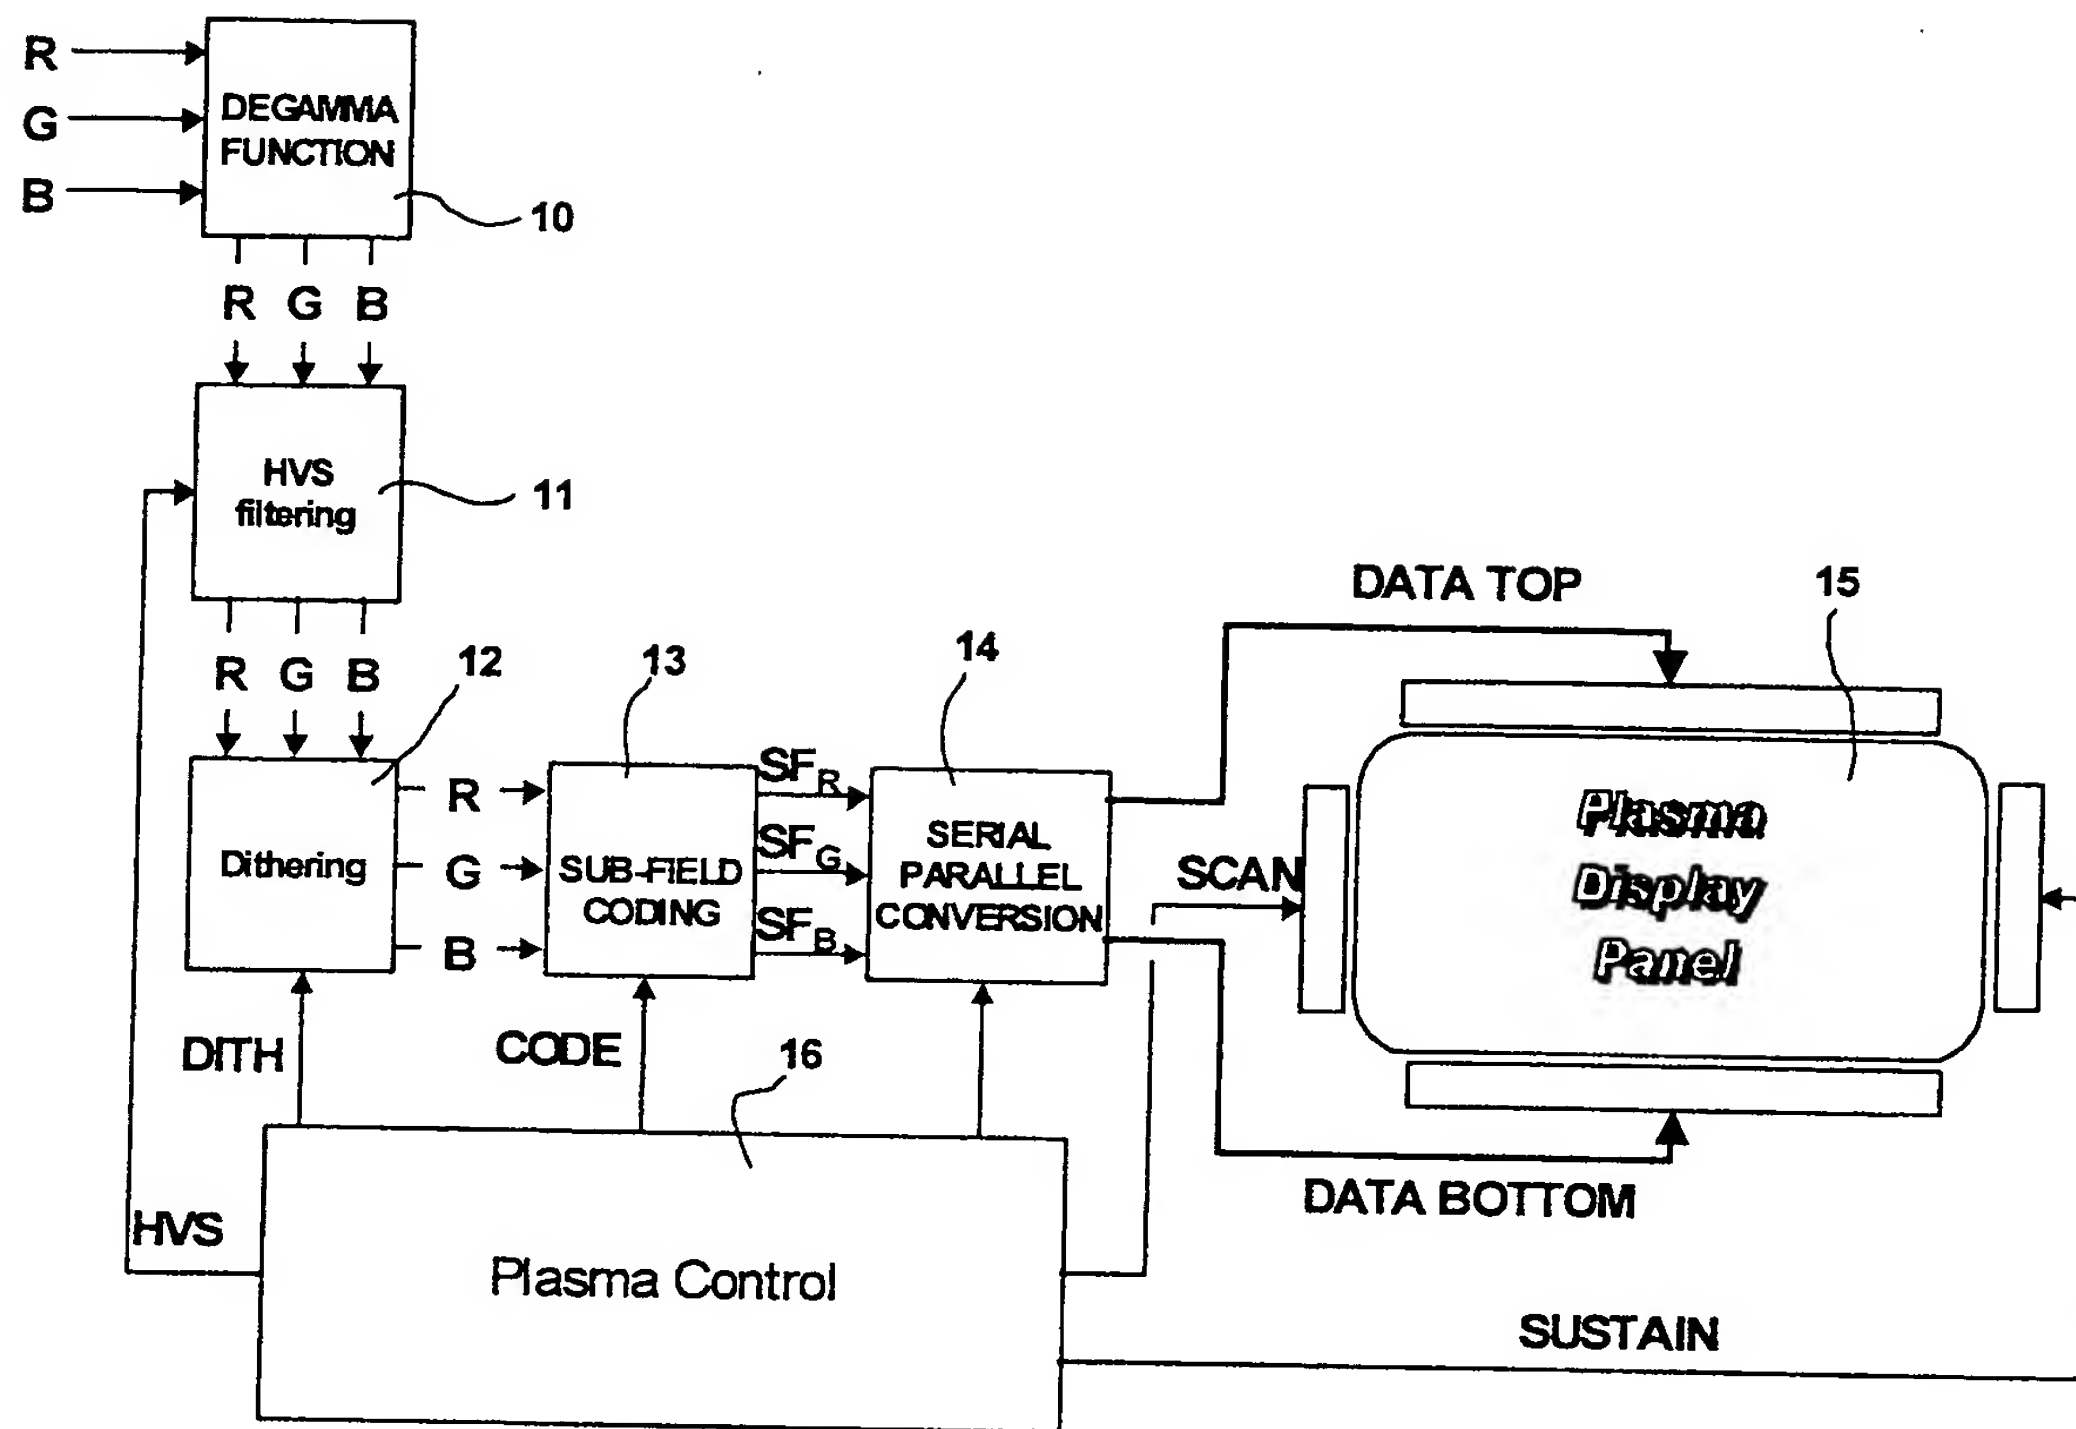 R
G
B
DEGAMMA
FUNCTION
10
R G B
HVS
filtering
11
R G B
12
13
14
DATA TOP
15
Dithering
R
G
B
SUB-FIELD
CODING
SF_R
SF_G
SF_B
SERIAL
PARALLEL
CONVERSION
SCAN
Plasma
Display
Panel
DITH
CODE
16
HVS
Plasma Control
DATA BOTTOM
SUSTAIN